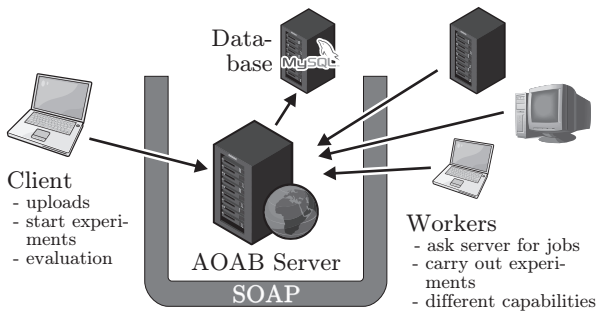 Data-
base
MySQL
Client
- uploads
- start experi-
ments
- evaluation
AOAB Server
SOAP
Workers
- ask server for jobs
- carry out experi-
ments
- different capabilities